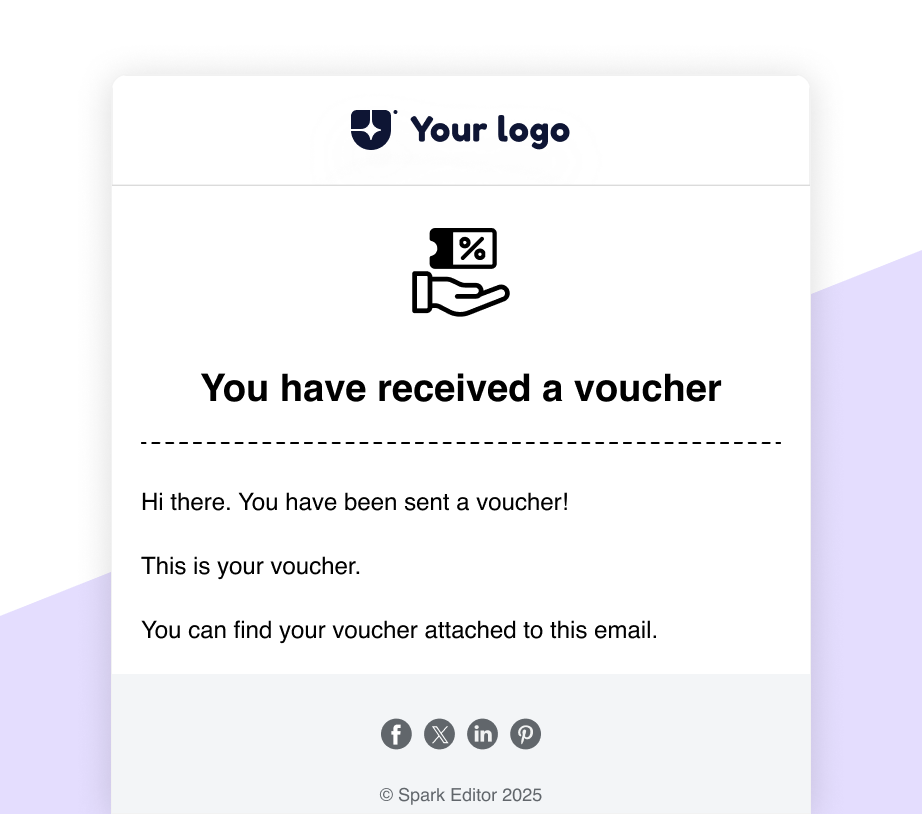 Your logo
%
You have received a voucher
Hi there. You have been sent a voucher!
This is your voucher.
You can find your voucher attached to this email.
© Spark Editor 2025